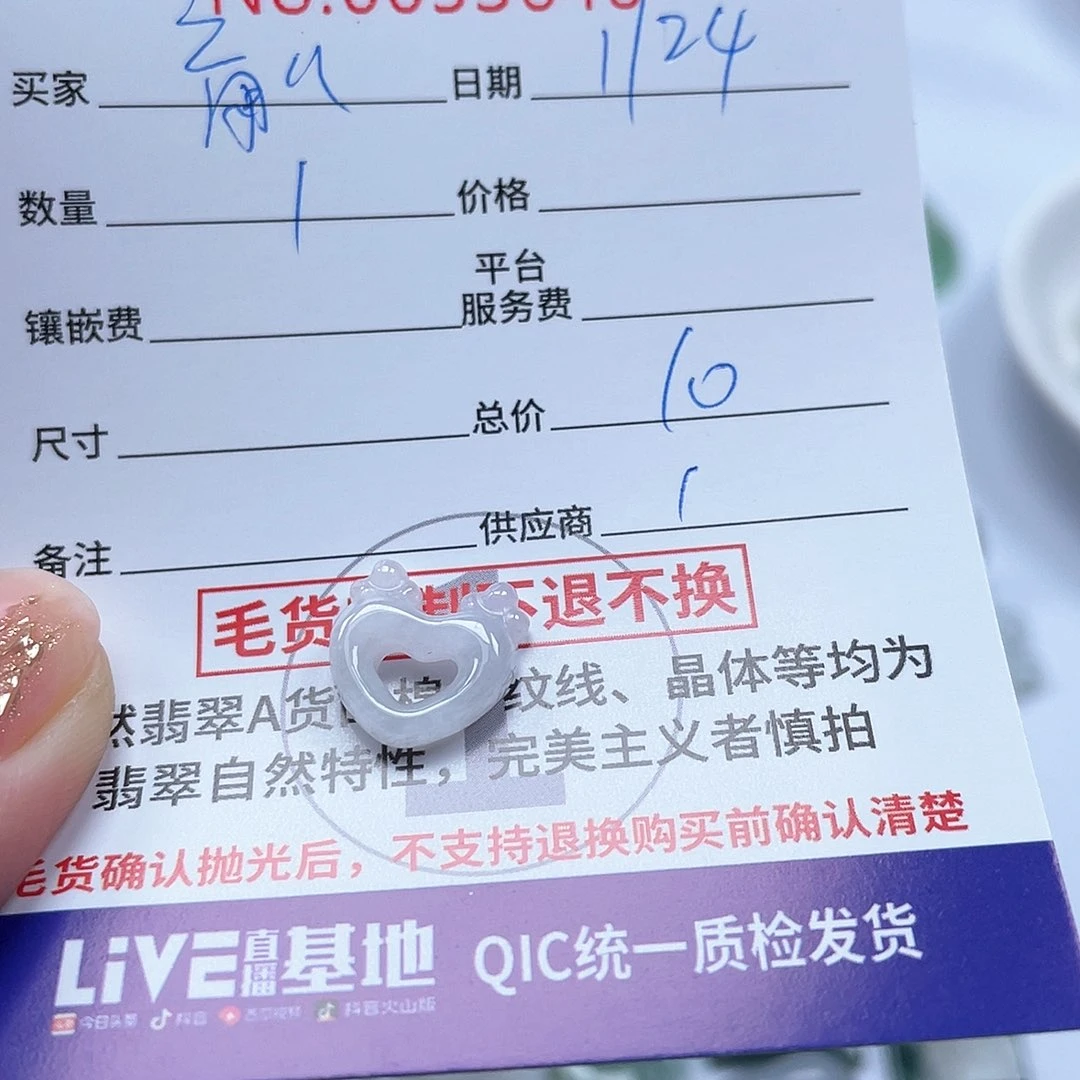 买家 日期 1/24
数量 1 价格
平台
镶嵌费 服务费
尺寸 总价 10
备注 供应商 1
毛货 不退不换
然翡翠A货 棉 纹线、晶体等均为
翡翠自然特性，完美主义者慎拍
毛货确认抛光后，不支持退换购买前确认清楚
LiVE直播基地 QIC统一质检发货
今日头条 抖音 西瓜视频 抖音火山版